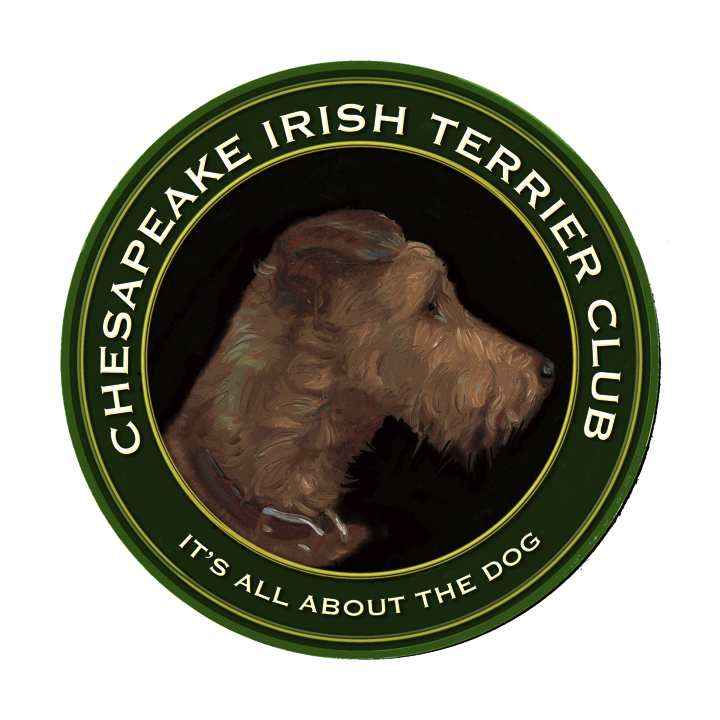 CHESAPEAKE IRISH TERRIER CLUB
IT'S ALL ABOUT THE DOG